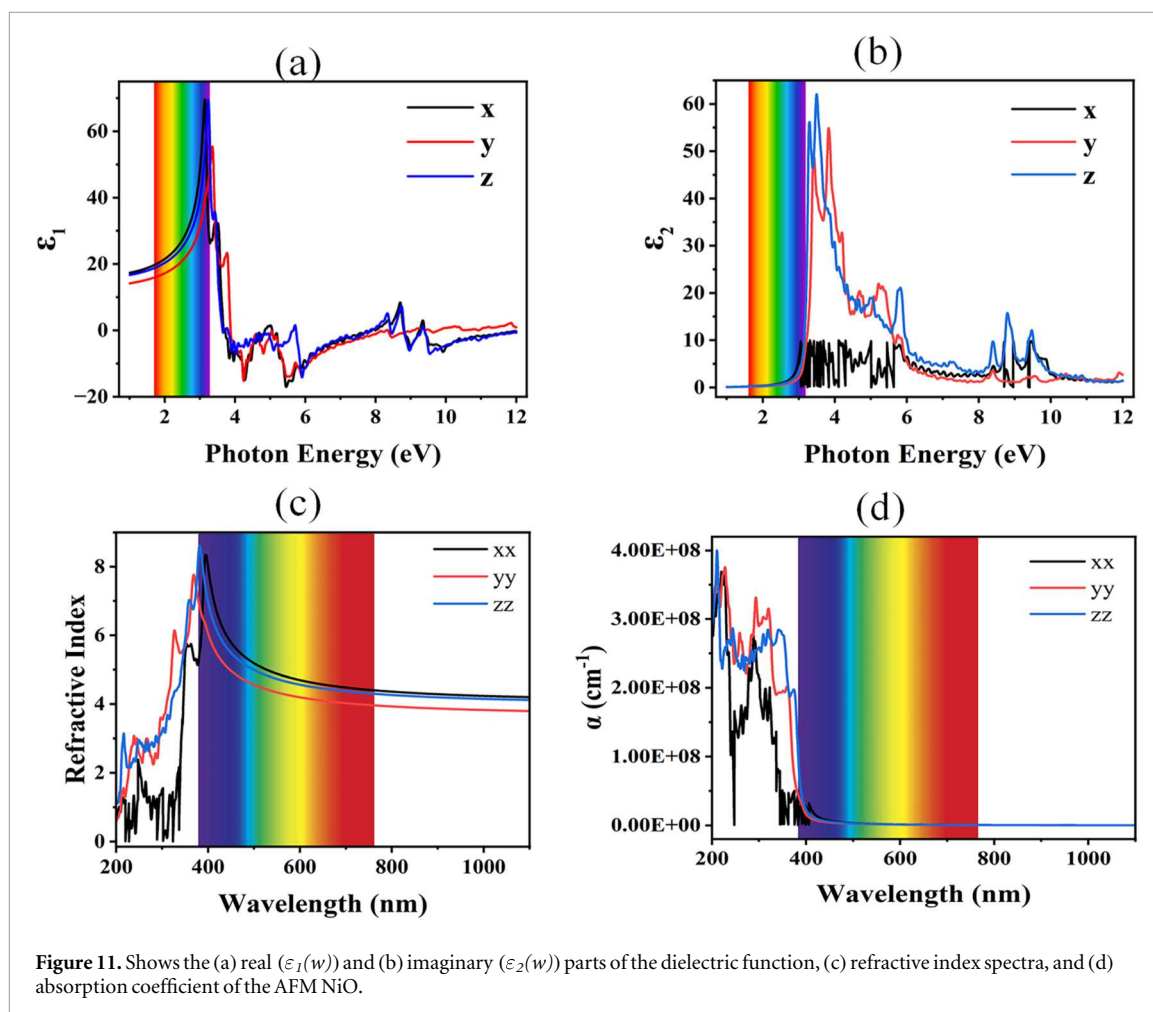 (a)
x
y
z
ε1
60
40
20
0
−20
2
4
6
8
10
12
Photon Energy (eV)
(b)
x
y
z
ε2
60
50
40
30
20
10
0
2
4
6
8
10
12
Photon Energy (eV)
(c)
xx
yy
zz
Refractive Index
8
6
4
2
0
200
400
600
800
1000
Wavelength (nm)
(d)
xx
yy
zz
α (cm-1)
4.00E+08
3.00E+08
2.00E+08
1.00E+08
0.00E+00
200
400
600
800
1000
Wavelength (nm)
Figure 11. Shows the (a) real (ε1(w)) and (b) imaginary (ε2(w)) parts of the dielectric function, (c) refractive index spectra, and (d)
absorption coefficient of the AFM NiO.